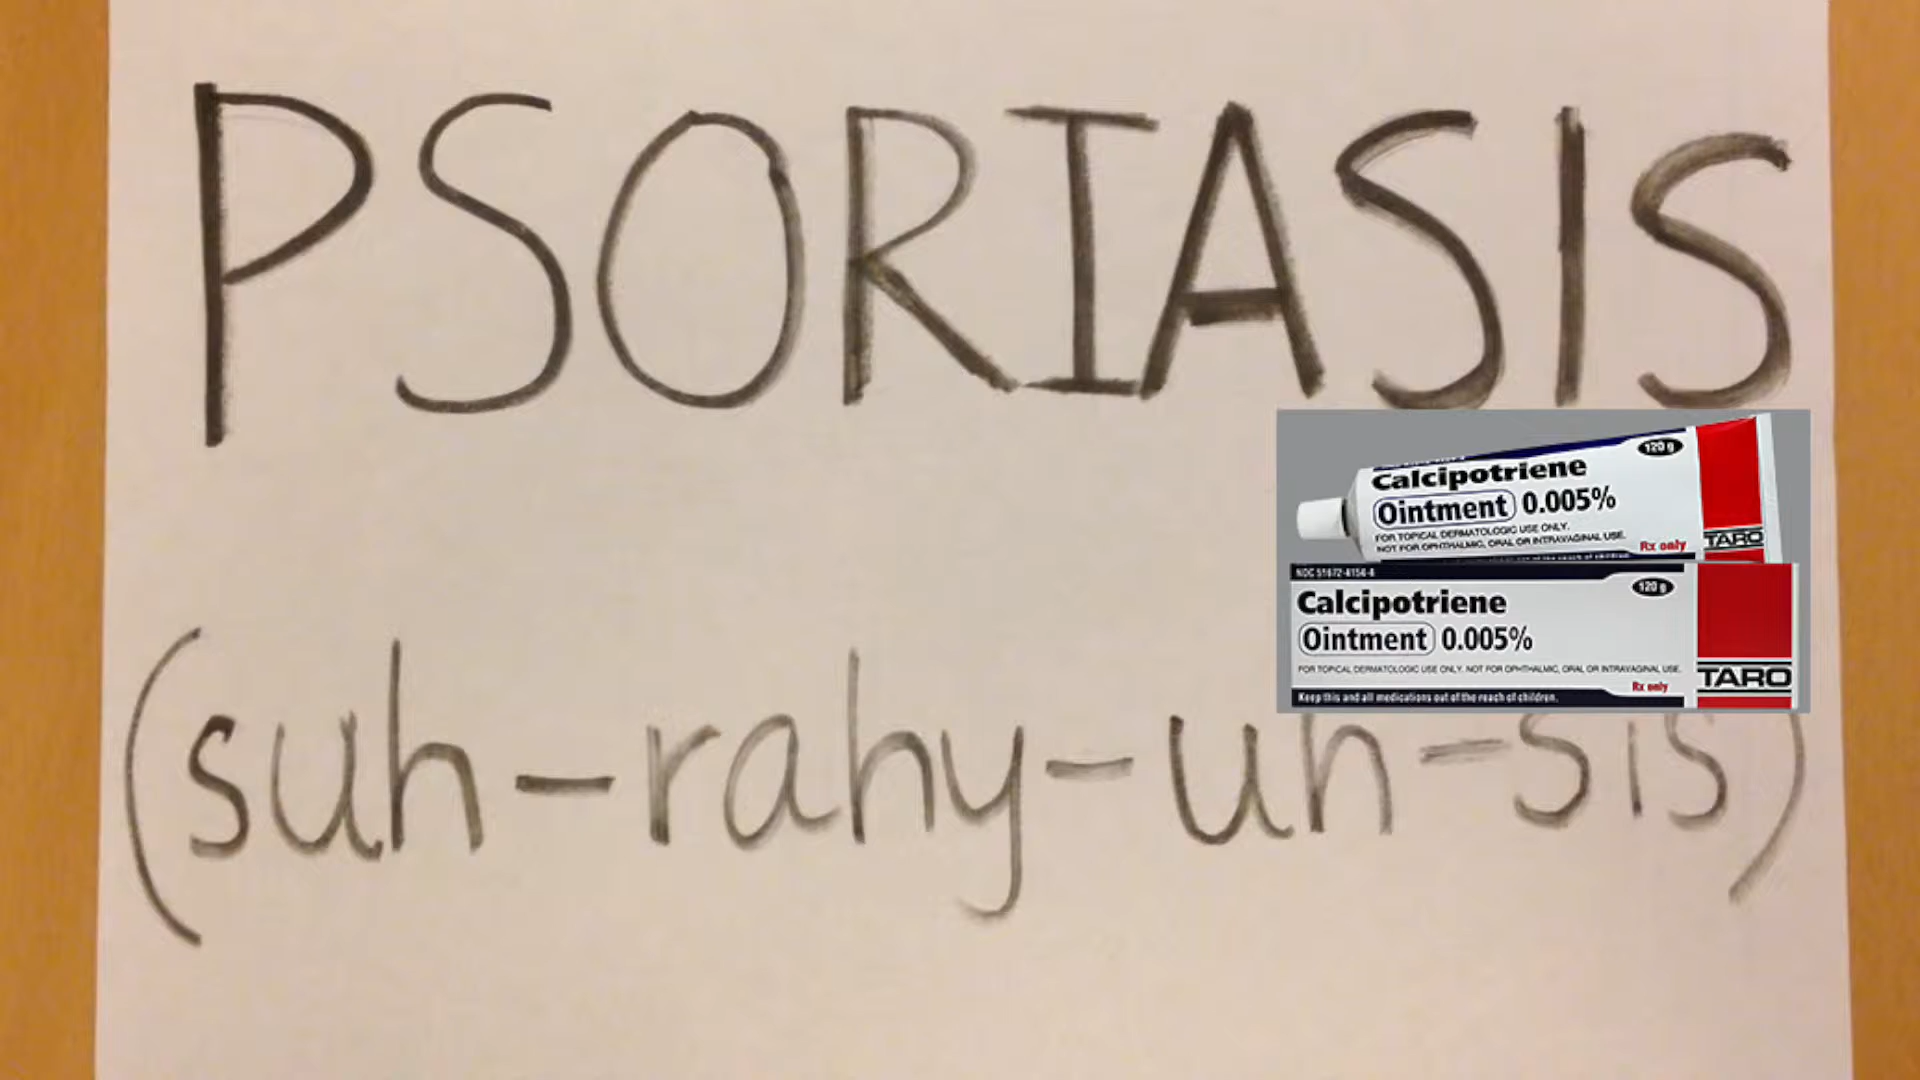 PSORIASIS
120 g
Calcipotriene
Ointment 0.005%
FOR TOPICAL DERMATOLOGIC USE ONLY.
NOT FOR OPHTHALMIC, ORAL OR INTRAVAGINAL USE.
Rx only
TARO
NDC 51672-4154-8
120 g
Calcipotriene
Ointment 0.005%
FOR TOPICAL DERMATOLOGIC USE ONLY. NOT FOR OPHTHALMIC, ORAL OR INTRAVAGINAL USE.
Rx only
TARO
Keep this and all medications out of the reach of children.
(suh-rahy-uh-sis)